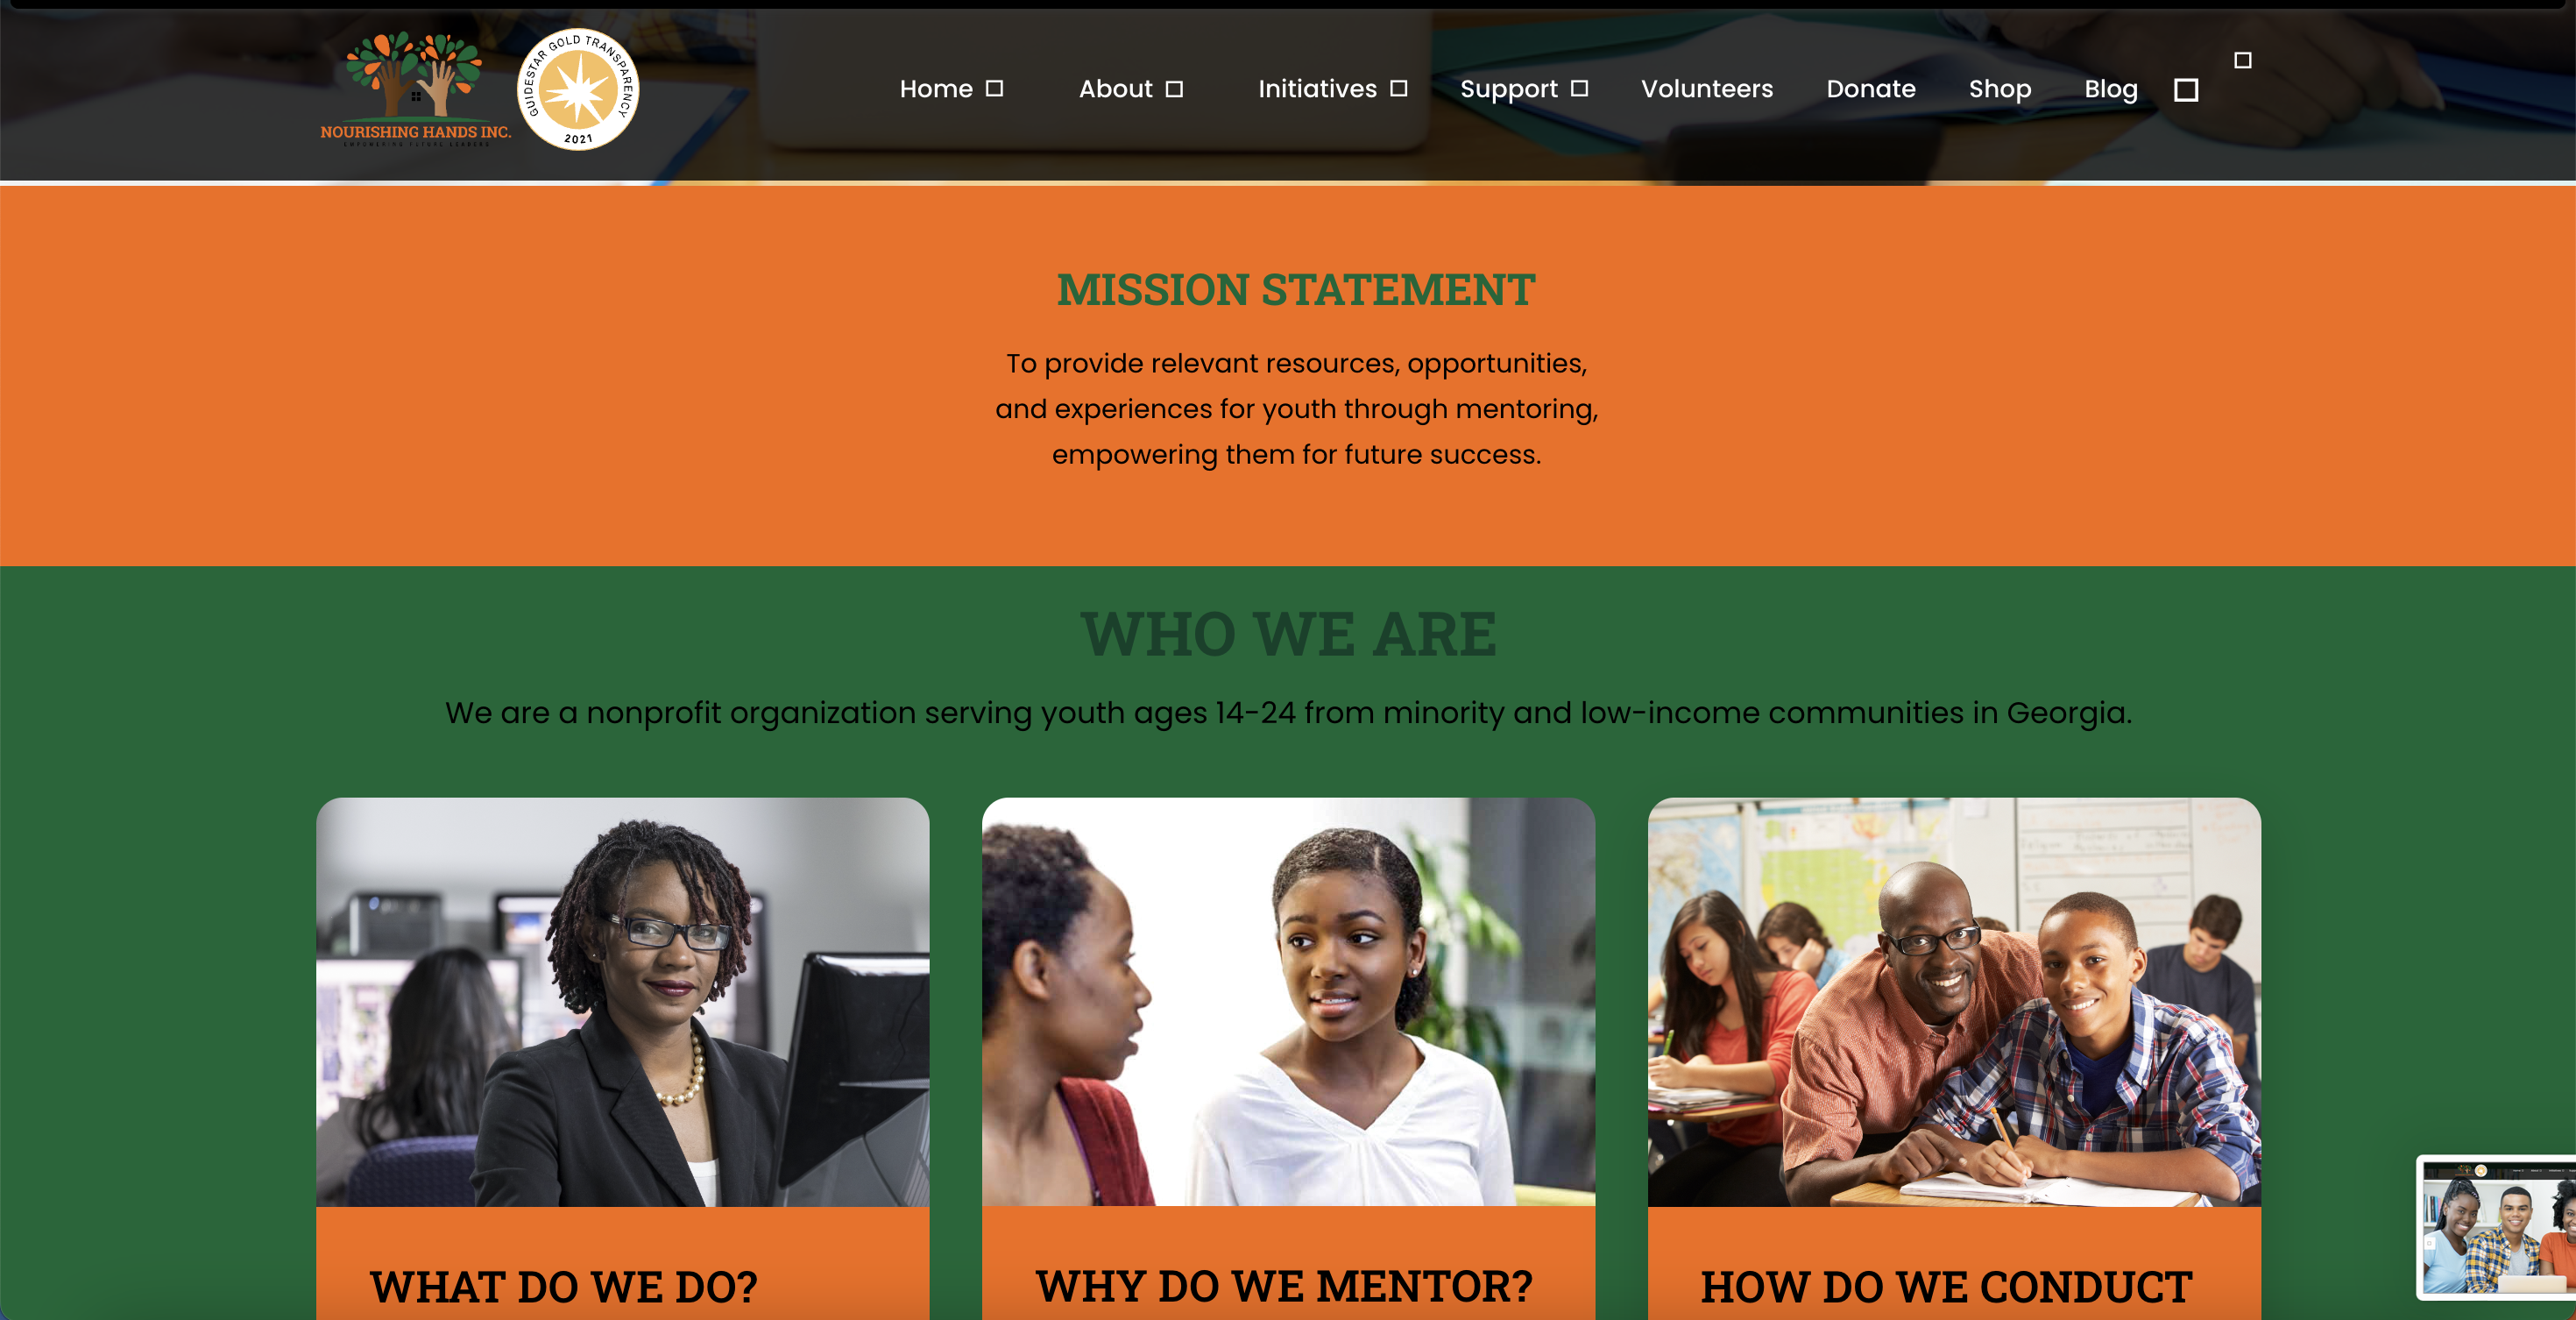 NOURISHING HANDS INC.
EMPOWERING FUTURE LEADERS
GUIDESTAR GOLD TRANSPARENCY
2021
Home About Initiatives Support Volunteers Donate Shop Blog
MISSION STATEMENT
To provide relevant resources, opportunities,
and experiences for youth through mentoring,
empowering them for future success.
WHO WE ARE
We are a nonprofit organization serving youth ages 14-24 from minority and low-income communities in Georgia.
WHAT DO WE DO?
WHY DO WE MENTOR?
HOW DO WE CONDUCT